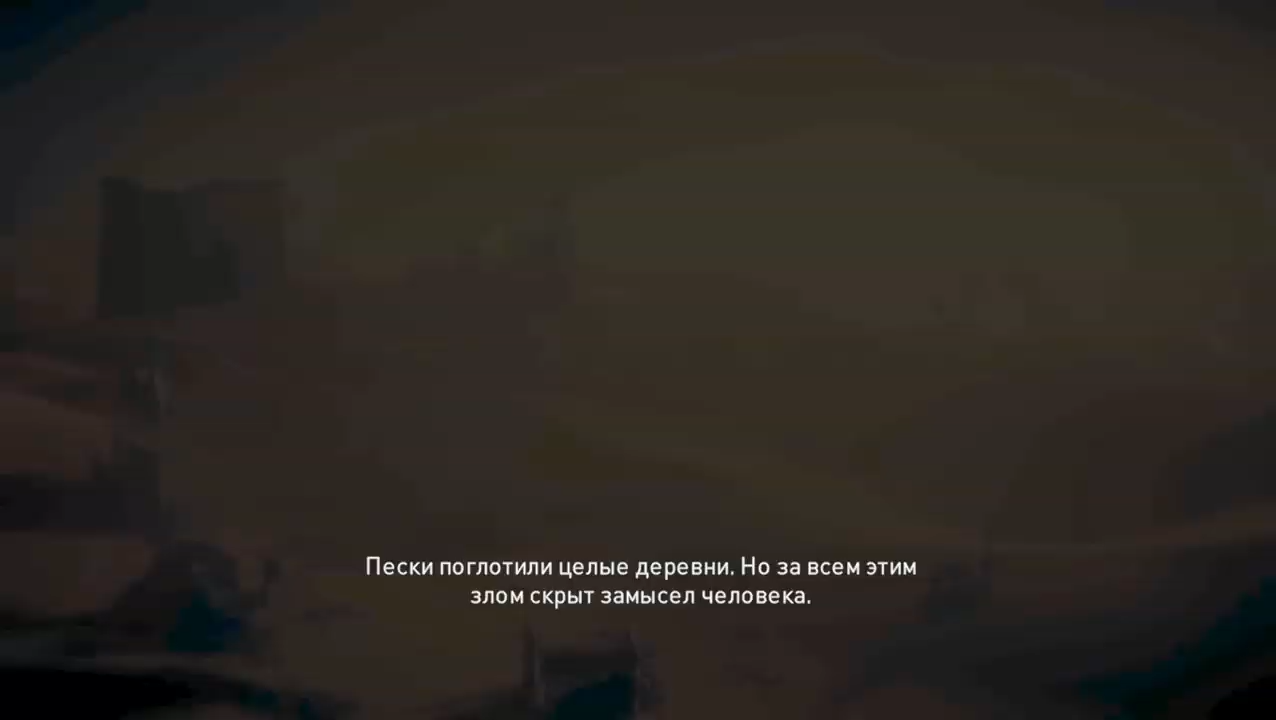 Пески поглотили целые деревни. Но за всем этим
злом скрыт замысел человека.